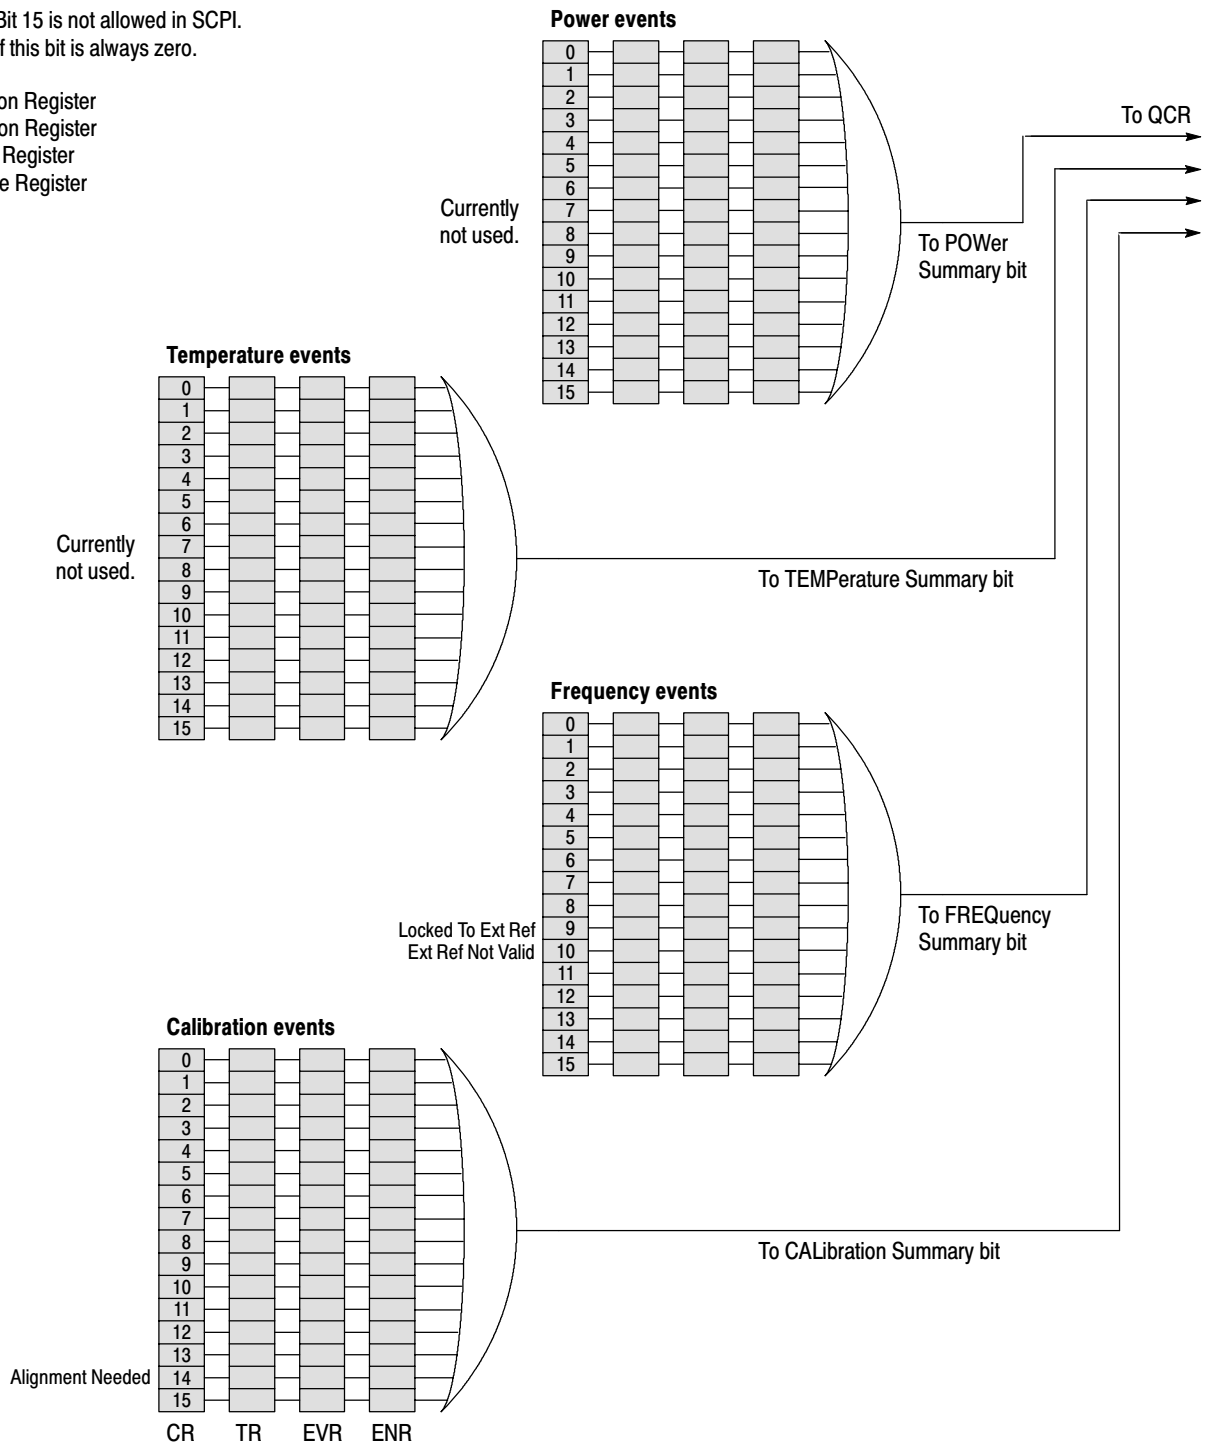 Bit 15 is not allowed in SCPI.
f this bit is always zero.
on Register
on Register
Register
e Register
Power events
0
1
2
3
4
5
6
7
8
9
10
11
12
13
14
15
Currently
not used.
To POWer
Summary bit
To QCR
Temperature events
0
1
2
3
4
5
6
7
8
9
10
11
12
13
14
15
Currently
not used.
To TEMPerature Summary bit
Frequency events
0
1
2
3
4
5
6
7
8
9
10
11
12
13
14
15
Locked To Ext Ref
Ext Ref Not Valid
To FREQuency
Summary bit
Calibration events
0
1
2
3
4
5
6
7
8
9
10
11
12
13
14
15
Alignment Needed
To CALibration Summary bit
CR TR EVR ENR